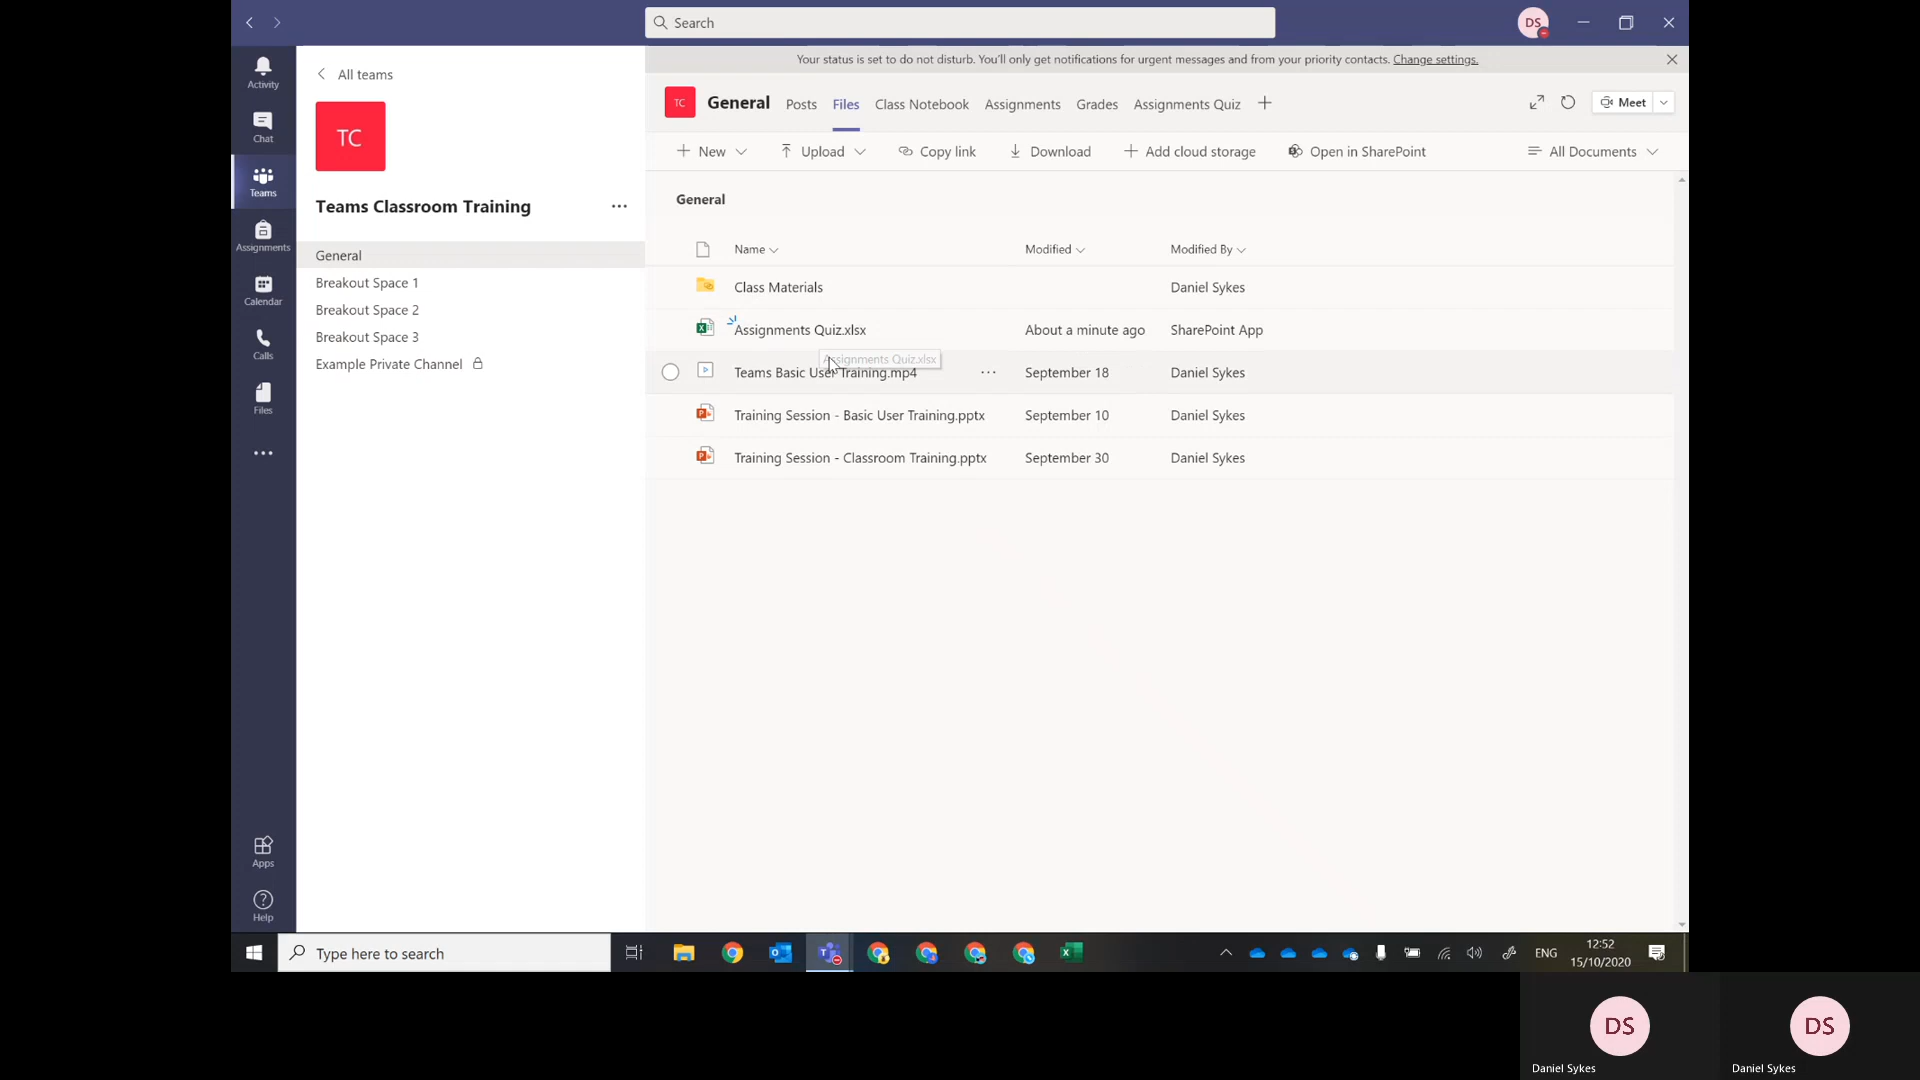 Search
DS
Your status is set to do not disturb. You'll only get notifications for urgent messages and from your priority contacts. Change settings.
Activity
Chat
Teams
Assignments
Calendar
Calls
Files
Apps
Help
All teams
TC
Teams Classroom Training
General
Breakout Space 1
Breakout Space 2
Breakout Space 3
Example Private Channel
TC
General Posts Files Class Notebook Assignments Grades Assignments Quiz
Meet
New Upload Copy link Download Add cloud storage Open in SharePoint All Documents
General
Name Modified Modified By
Class Materials Daniel Sykes
Assignments Quiz.xlsx About a minute ago SharePoint App
Assignments Quiz.xlsx
Teams Basic User Training.mp4 September 18 Daniel Sykes
Training Session - Basic User Training.pptx September 10 Daniel Sykes
Training Session - Classroom Training.pptx September 30 Daniel Sykes
Type here to search
ENG
12:52
15/10/2020
DS
DS
Daniel Sykes
Daniel Sykes